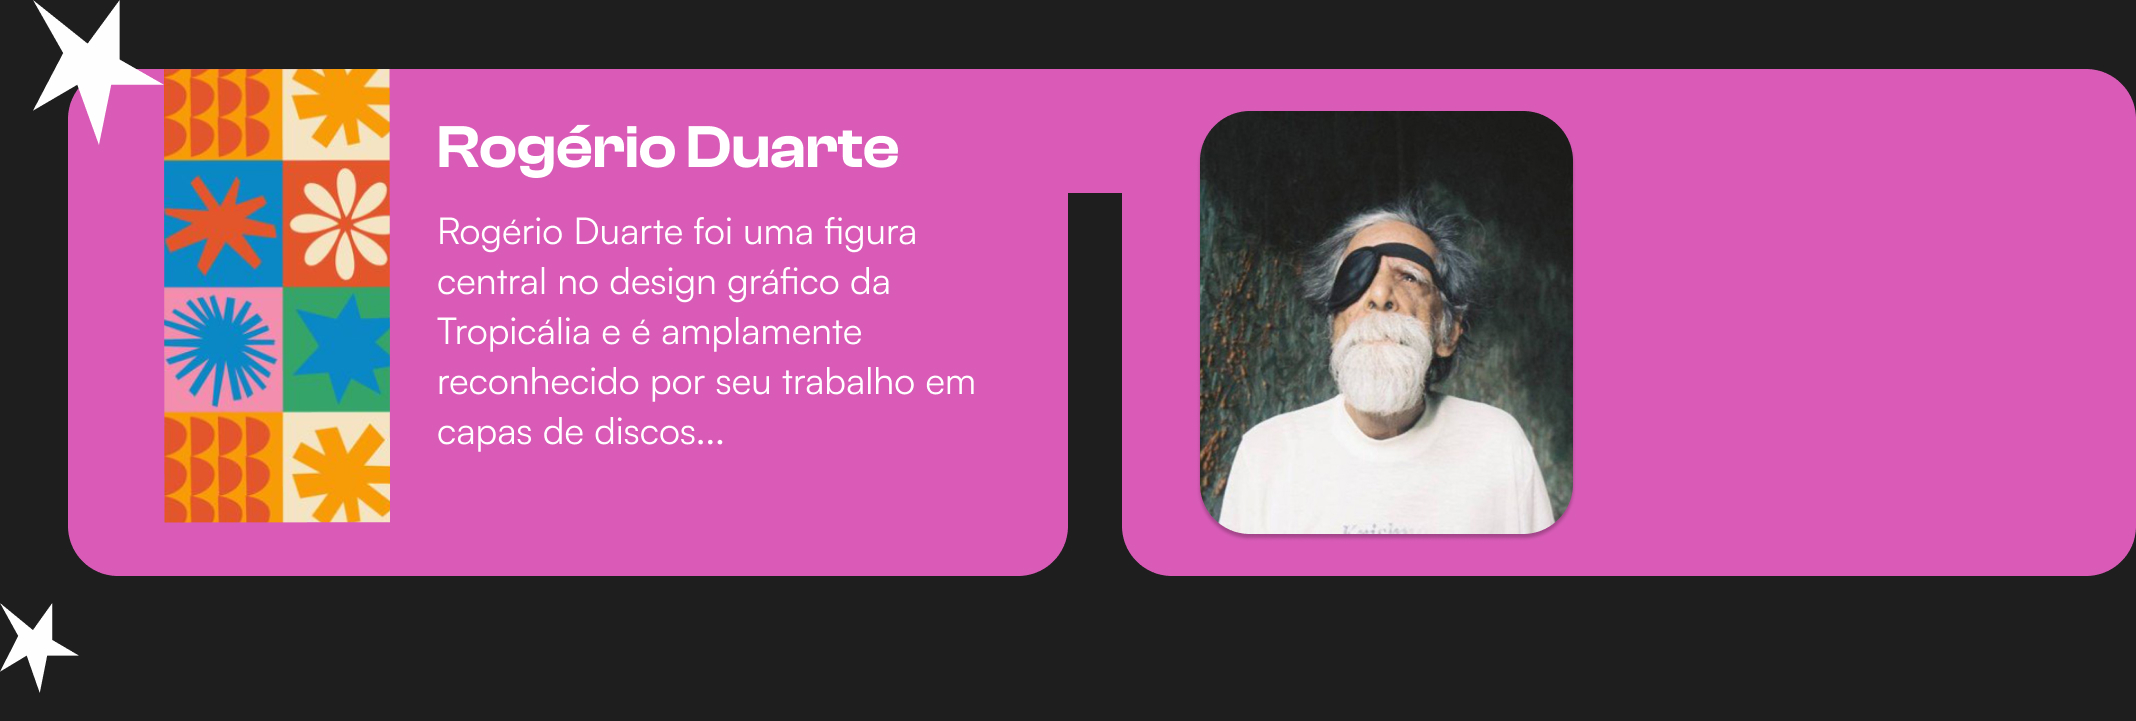 Rogério Duarte
Rogério Duarte foi uma figura
central no design gráfico da
Tropicália e é amplamente
reconhecido por seu trabalho em
capas de discos...